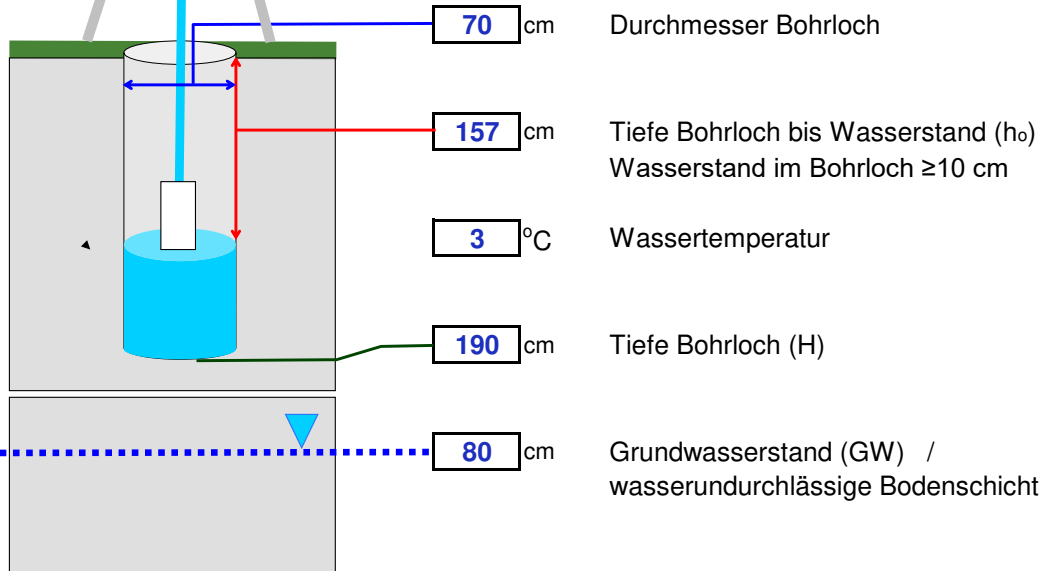 70 cm Durchmesser Bohrloch
157 cm Tiefe Bohrloch bis Wasserstand (ho)
Wasserstand im Bohrloch ≥10 cm
3 °C Wassertemperatur
190 cm Tiefe Bohrloch (H)
80 cm Grundwasserstand (GW) /
wasserundurchlässige Bodenschicht